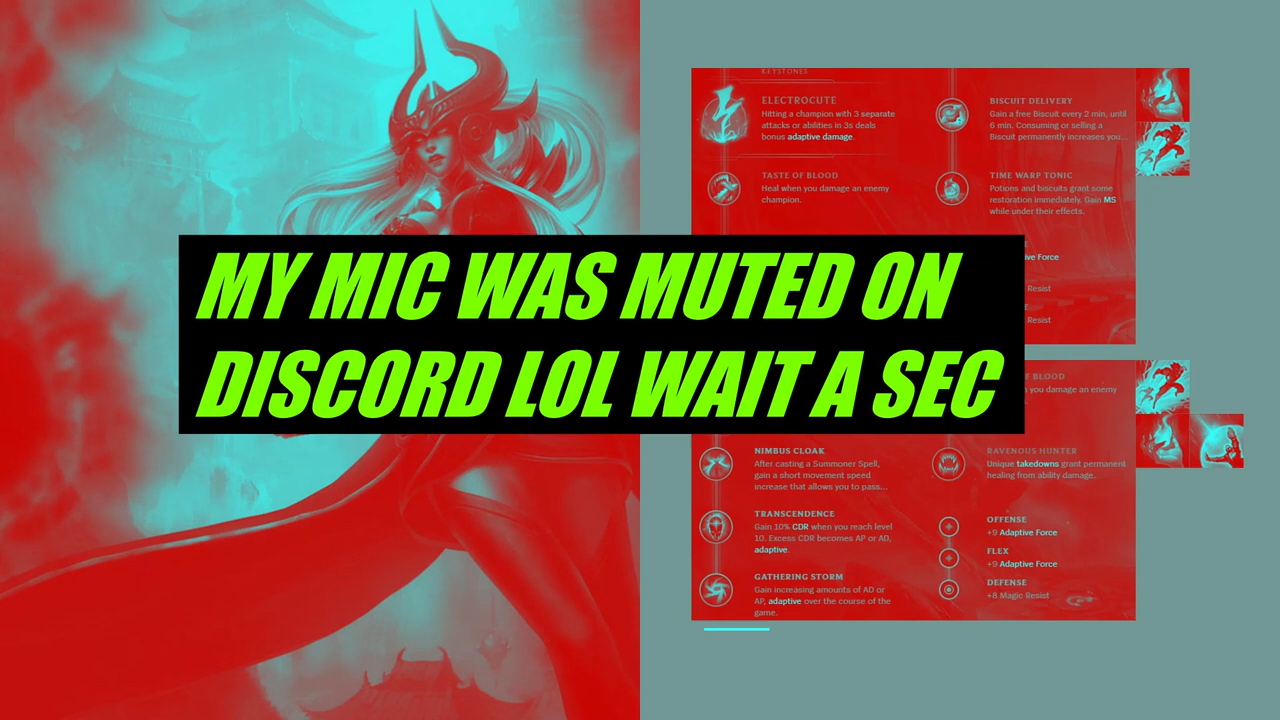 KEYSTONES
ELECTROCUTE
Hitting a champion with 3 separate
attacks or abilities in 3s deals
bonus adaptive damage.
TASTE OF BLOOD
Heal when you damage an enemy
champion.
BISCUIT DELIVERY
Gain a free Biscuit every 2 min, until
6 min. Consuming or selling a
Biscuit permanently increases you...
TIME WARP TONIC
Potions and biscuits grant some
restoration immediately. Gain MS
while under their effects.
Force
Resist
Resist
MY MIC WAS MUTED ON
DISCORD LOL WAIT A SEC
BLOOD
you damage an enemy
NIMBUS CLOAK
After casting a Summoner Spell,
gain a short movement speed
increase that allows you to pass...
TRANSCENDENCE
Gain 10% CDR when you reach level
10. Excess CDR becomes AP or AD,
adaptive.
GATHERING STORM
Gain increasing amounts of AD or
AP, adaptive over the course of the
game.
RAVENOUS HUNTER
Unique takedowns grant permanent
healing from ability damage.
OFFENSE
+9 Adaptive Force
FLEX
+9 Adaptive Force
DEFENSE
+8 Magic Resist